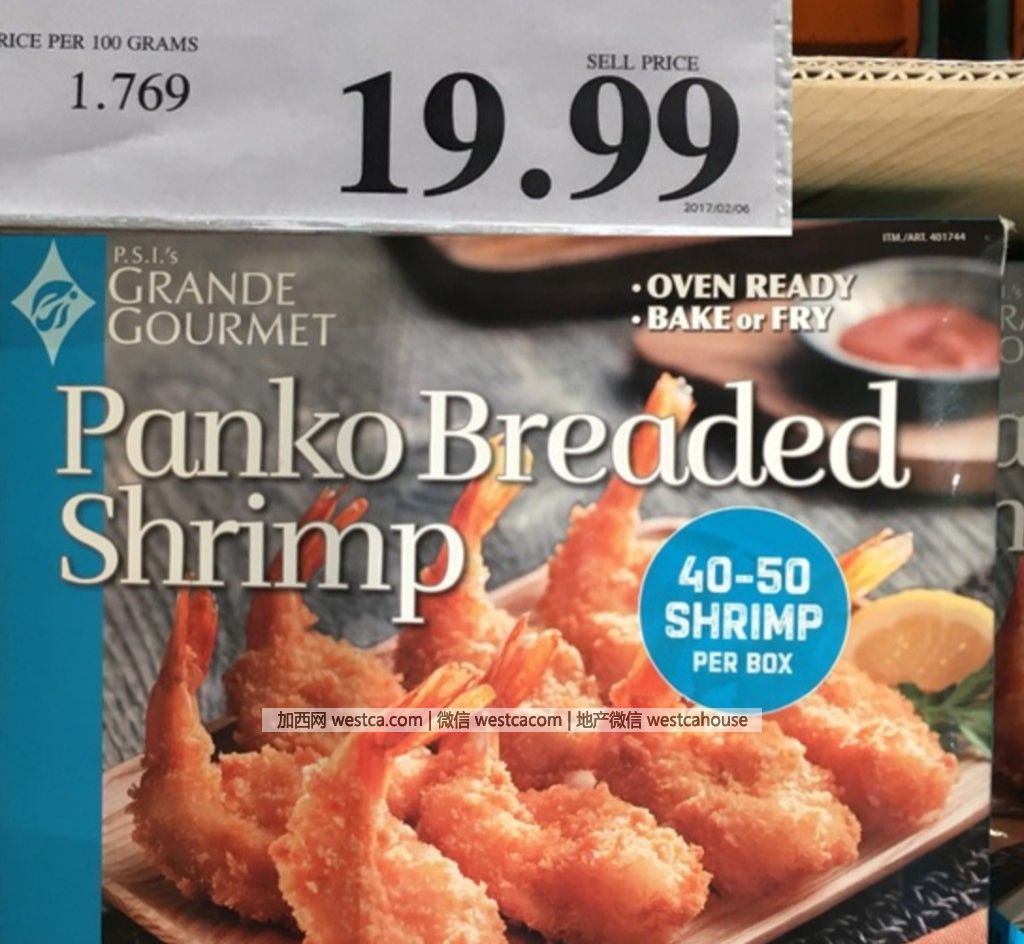 RICE PER 100 GRAMS
1.769
SELL PRICE
19.99
2017/02/06
ITM./ART. 401744
P.S.I.'s
GRANDE
GOURMET
• OVEN READY
• BAKE or FRY
Panko Breaded
Shrimp
40-50
SHRIMP
PER BOX
加西网 westca.com | 微信 westcacom | 地产微信 westcahouse